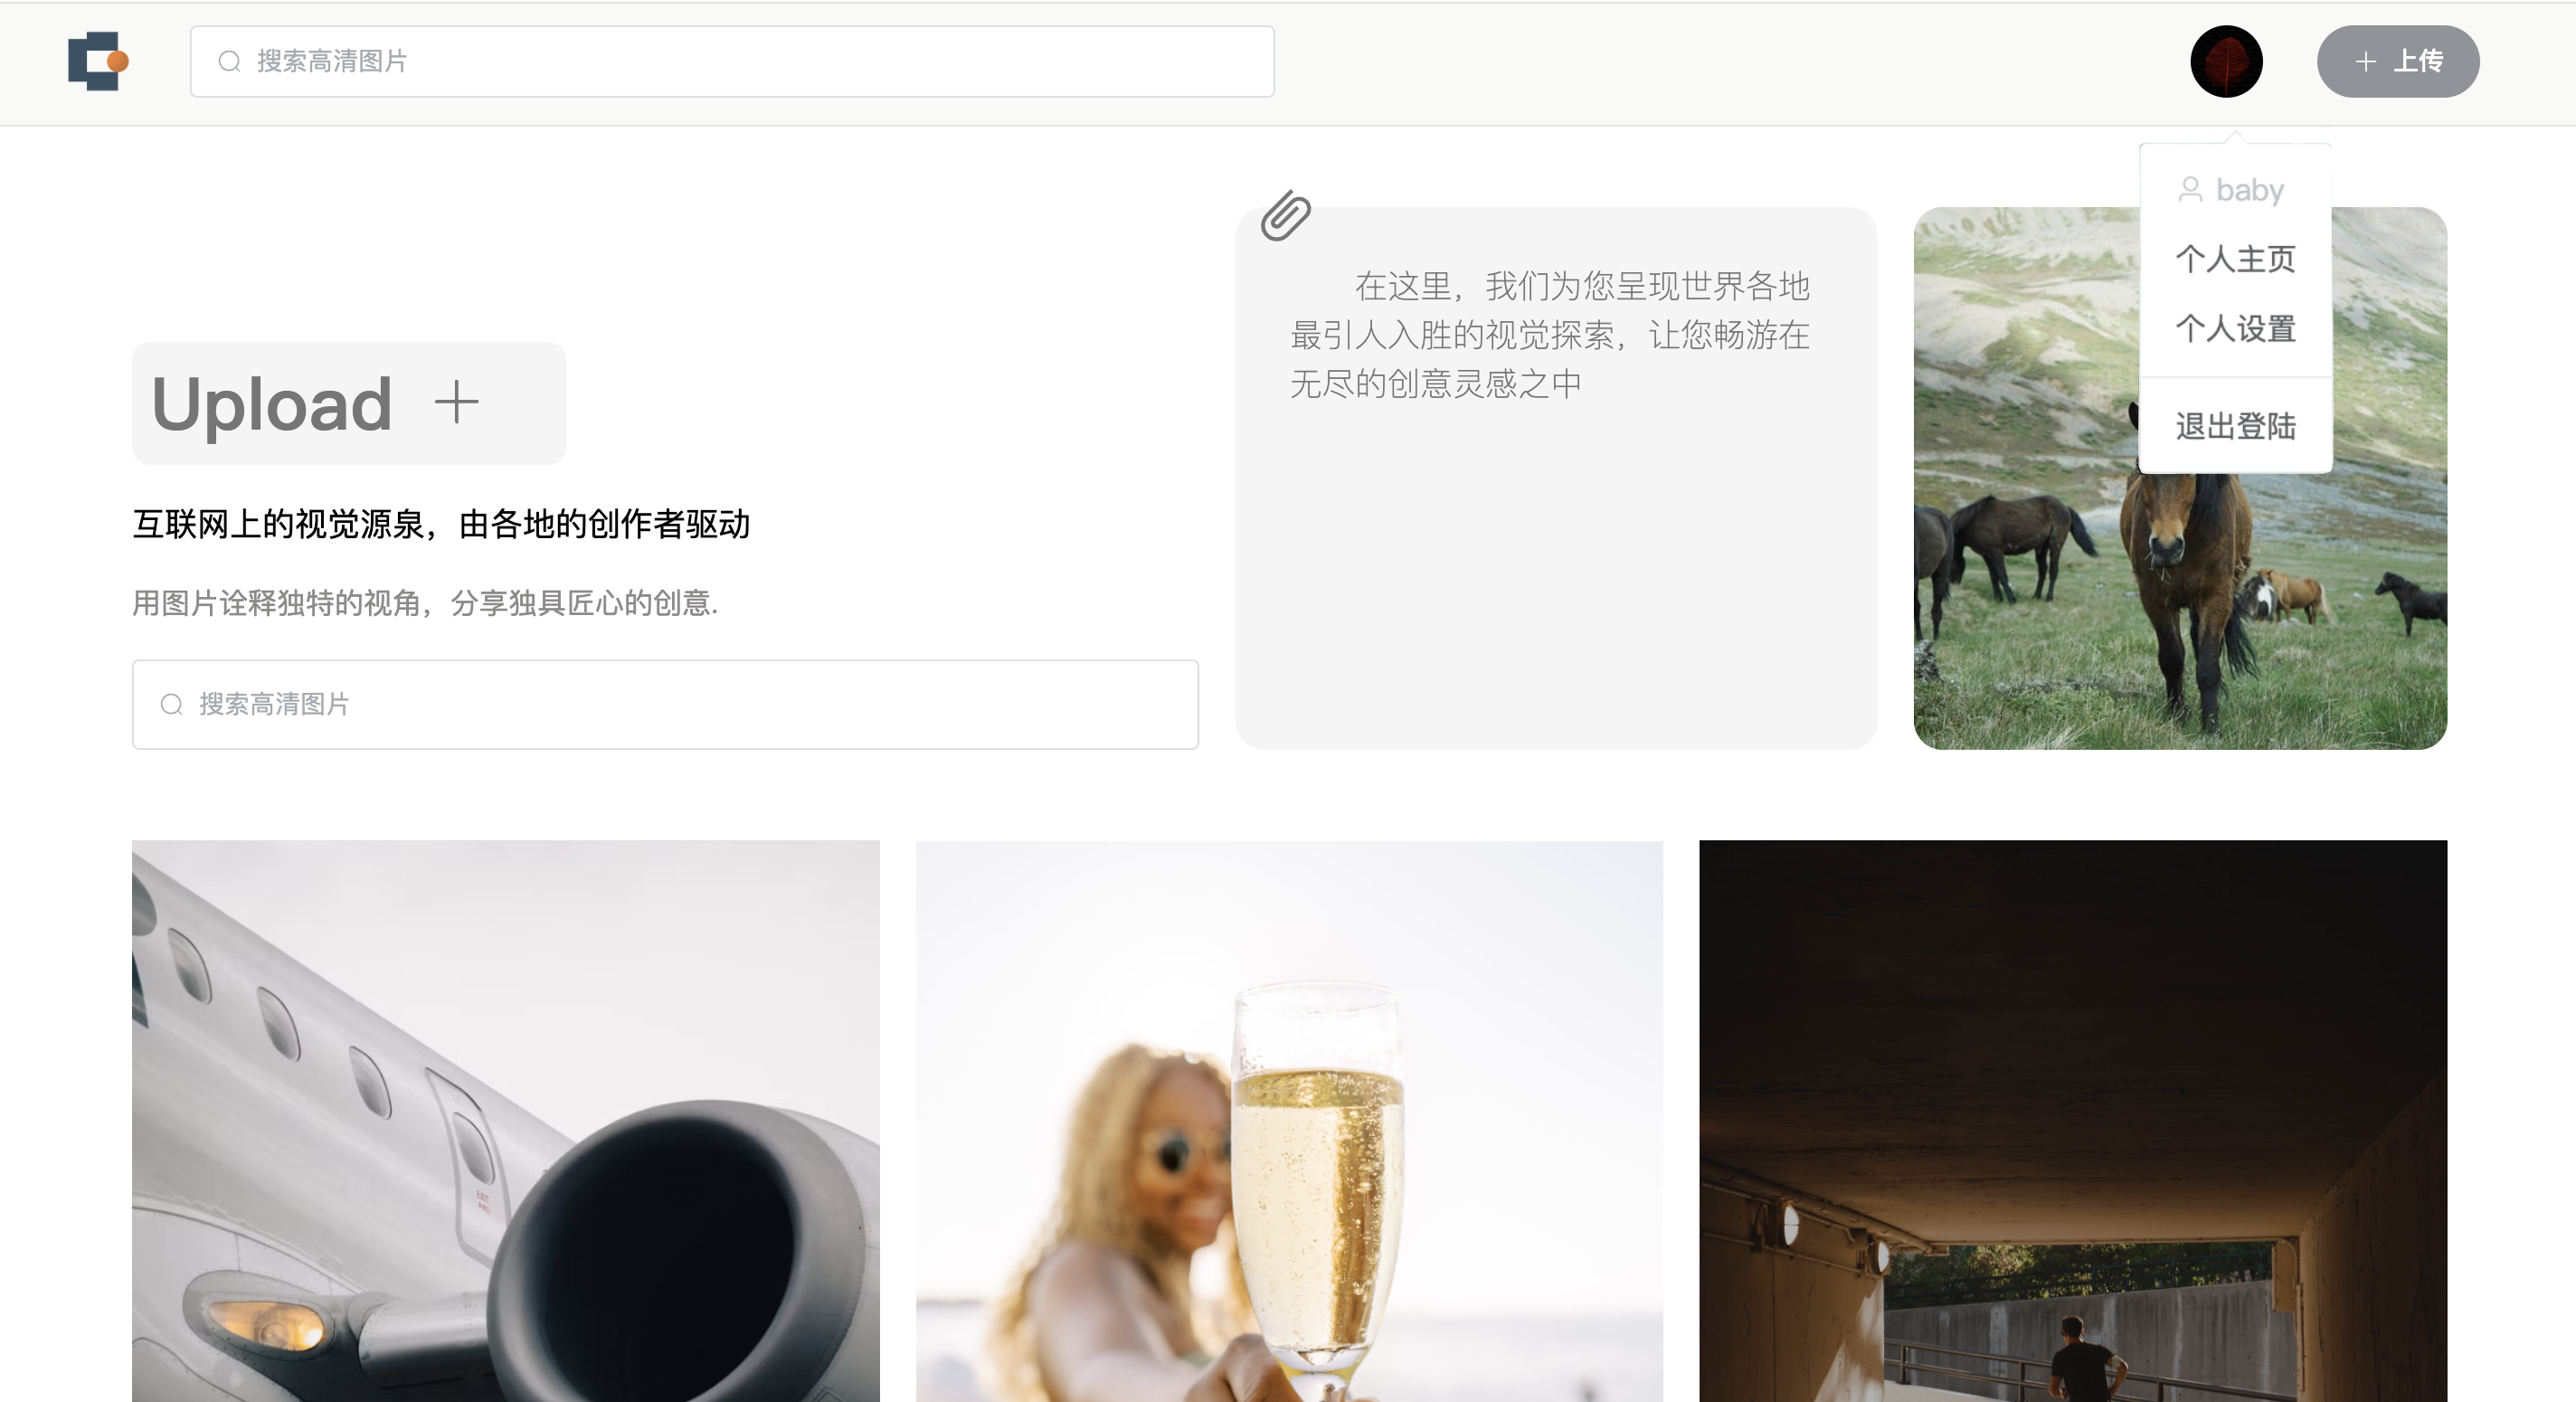 搜索高清图片
上传
baby
个人主页
个人设置
退出登陆
Upload
互联网上的视觉源泉，由各地的创作者驱动
用图片诠释独特的视角，分享独具匠心的创意.
搜索高清图片
在这里，我们为您呈现世界各地
最引人入胜的视觉探索，让您畅游在
无尽的创意灵感之中
EXIT